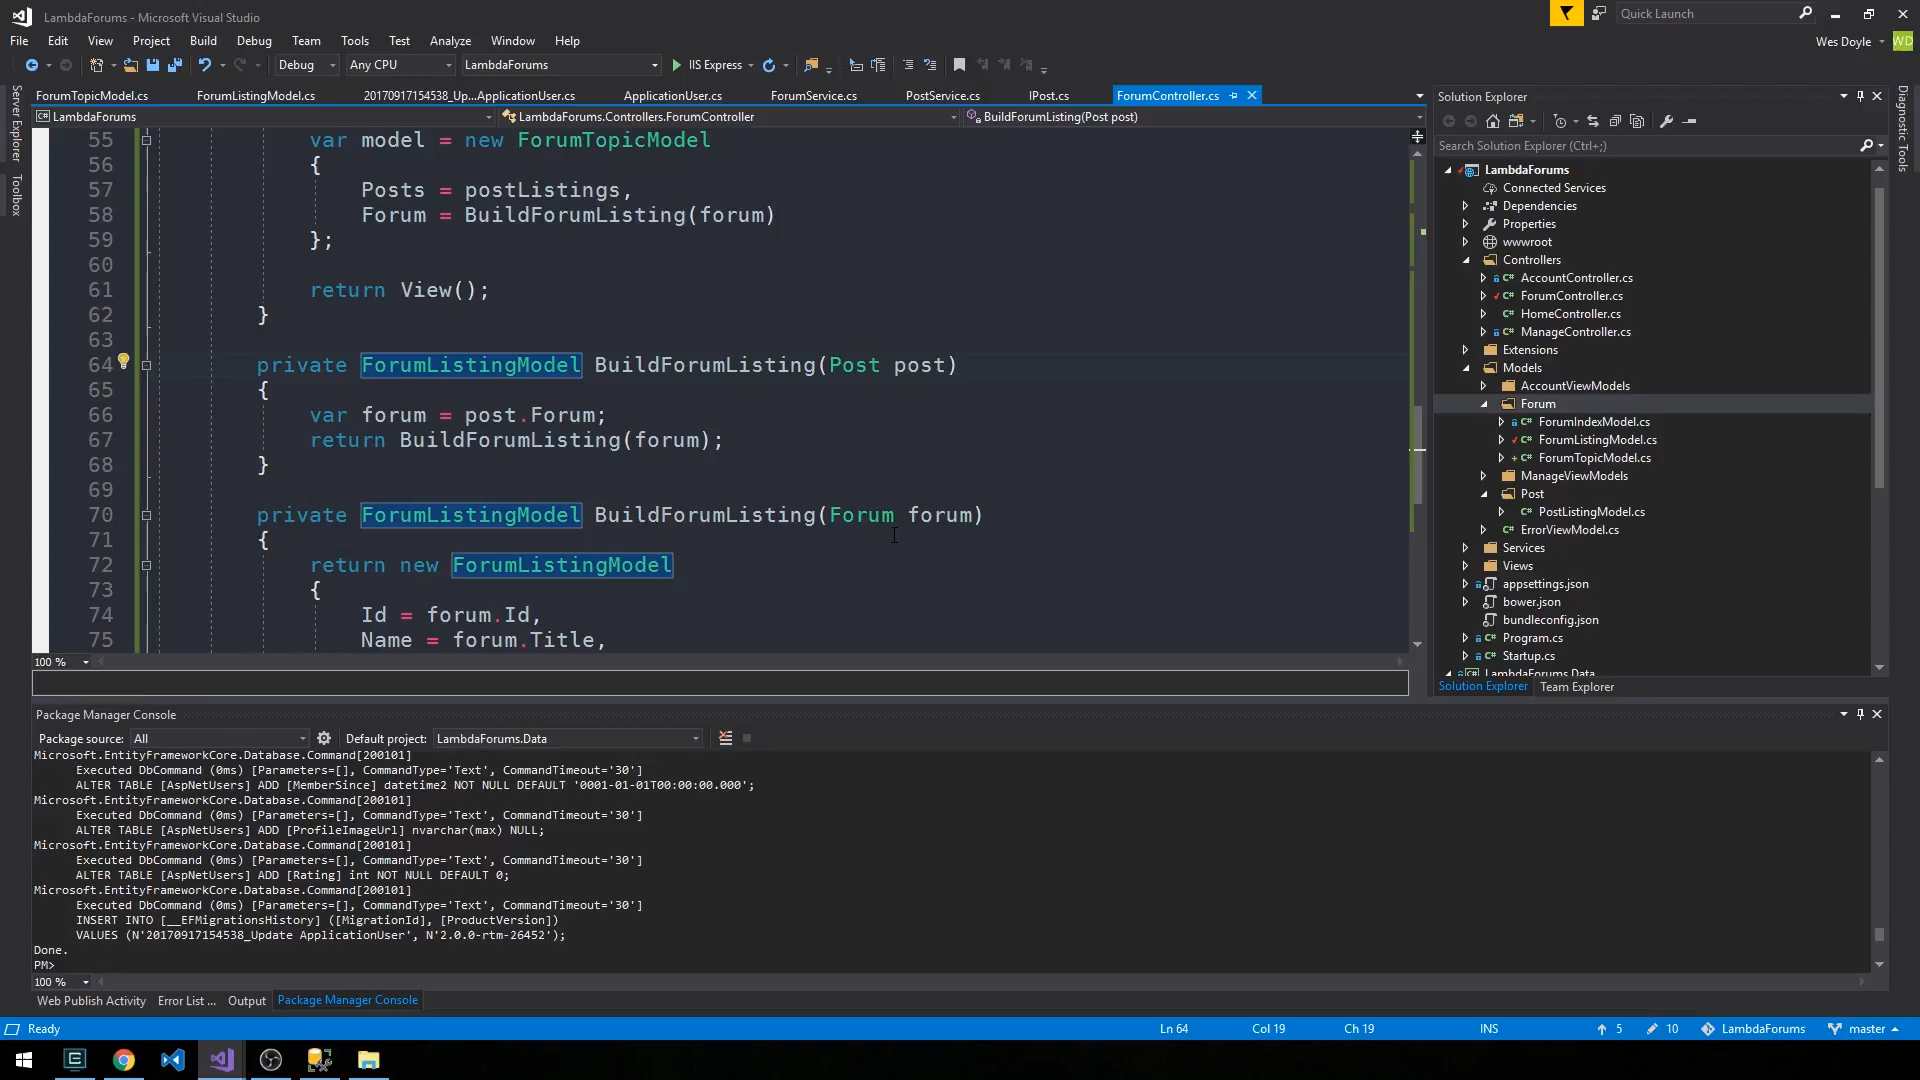 LambdaForums - Microsoft Visual Studio
Quick Launch
File Edit View Project Build Debug Team Tools Test Analyze Window Help
Wes Doyle WD
Debug Any CPU LambdaForums IIS Express
Server Explorer
Toolbox
ForumTopicModel.cs ForumListingModel.cs 20170917154538_Up...ApplicationUser.cs ApplicationUser.cs ForumService.cs PostService.cs IPost.cs ForumController.cs
LambdaForums LambdaForums.Controllers.ForumController BuildForumListing(Post post)
55 var model = new ForumTopicModel
56 {
57 Posts = postListings,
58 Forum = BuildForumListing(forum)
59 };
60
61 return View();
62 }
63
64 private ForumListingModel BuildForumListing(Post post)
65 {
66 var forum = post.Forum;
67 return BuildForumListing(forum);
68 }
69
70 private ForumListingModel BuildForumListing(Forum forum)
71 {
72 return new ForumListingModel
73 {
74 Id = forum.Id,
75 Name = forum.Title,
100 %
Solution Explorer
Search Solution Explorer (Ctrl+;)
LambdaForums
Connected Services
Dependencies
Properties
wwwroot
Controllers
C# AccountController.cs
C# ForumController.cs
C# HomeController.cs
C# ManageController.cs
Extensions
Models
AccountViewModels
Forum
C# ForumIndexModel.cs
C# ForumListingModel.cs
C# ForumTopicModel.cs
ManageViewModels
Post
C# PostListingModel.cs
C# ErrorViewModel.cs
Services
Views
appsettings.json
bower.json
bundleconfig.json
C# Program.cs
C# Startup.cs
LambdaForums.Data
Solution Explorer Team Explorer
Diagnostic Tools
Package Manager Console
Package source: All Default project: LambdaForums.Data
Microsoft.EntityFrameworkCore.Database.Command[200101]
Executed DbCommand (0ms) [Parameters=[], CommandType='Text', CommandTimeout='30']
ALTER TABLE [AspNetUsers] ADD [MemberSince] datetime2 NOT NULL DEFAULT '0001-01-01T00:00:00.000';
Microsoft.EntityFrameworkCore.Database.Command[200101]
Executed DbCommand (0ms) [Parameters=[], CommandType='Text', CommandTimeout='30']
ALTER TABLE [AspNetUsers] ADD [ProfileImageUrl] nvarchar(max) NULL;
Microsoft.EntityFrameworkCore.Database.Command[200101]
Executed DbCommand (0ms) [Parameters=[], CommandType='Text', CommandTimeout='30']
ALTER TABLE [AspNetUsers] ADD [Rating] int NOT NULL DEFAULT 0;
Microsoft.EntityFrameworkCore.Database.Command[200101]
Executed DbCommand (0ms) [Parameters=[], CommandType='Text', CommandTimeout='30']
INSERT INTO [__EFMigrationsHistory] ([MigrationId], [ProductVersion])
VALUES (N'20170917154538_Update ApplicationUser', N'2.0.0-rtm-26452');
Done.
PM>
100 %
Web Publish Activity Error List ... Output Package Manager Console
Ready Ln 64 Col 19 Ch 19 INS 5 10 LambdaForums master